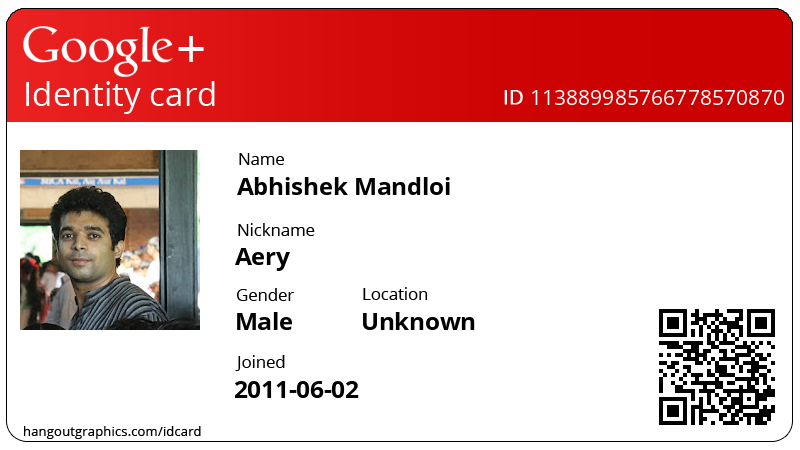 Google+
Identity card
ID 113889985766778570870
Name
Abhishek Mandloi
Nickname
Aery
Gender Location
Male Unknown
Joined
2011-06-02
hangoutgraphics.com/idcard